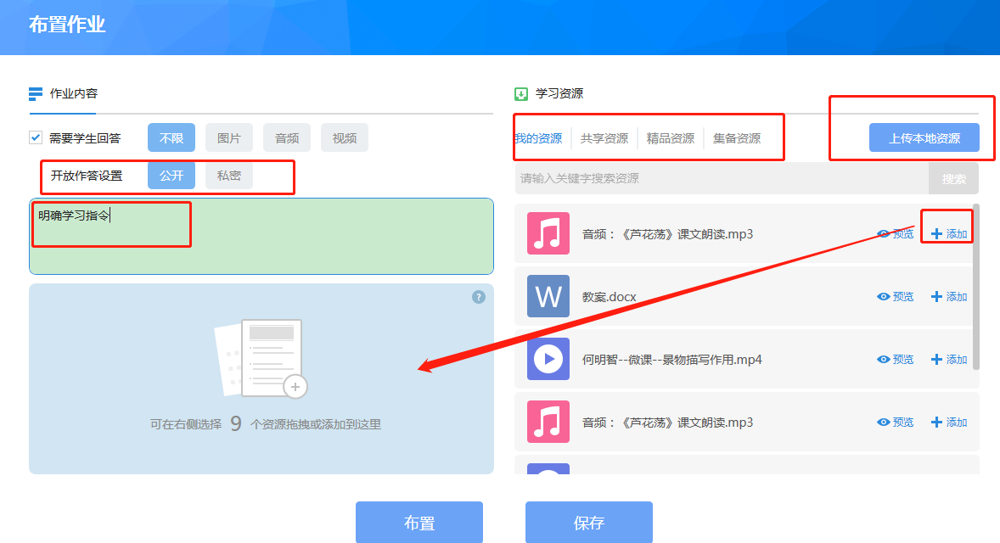 布置作业
作业内容
需要学生回答 不限 图片 音频 视频
开放作答设置 公开 私密
明确学习指令
?
可在右侧选择 9 个资源拖拽或添加到这里
学习资源
我的资源 共享资源 精品资源 集备资源 上传本地资源
请输入关键字搜索资源 搜索
音频：《芦花荡》课文朗读.mp3 预览 添加
W 教案.docx 预览 添加
何明智--微课--景物描写作用.mp4 预览 添加
音频：《芦花荡》课文朗读.mp3 预览 添加
布置 保存